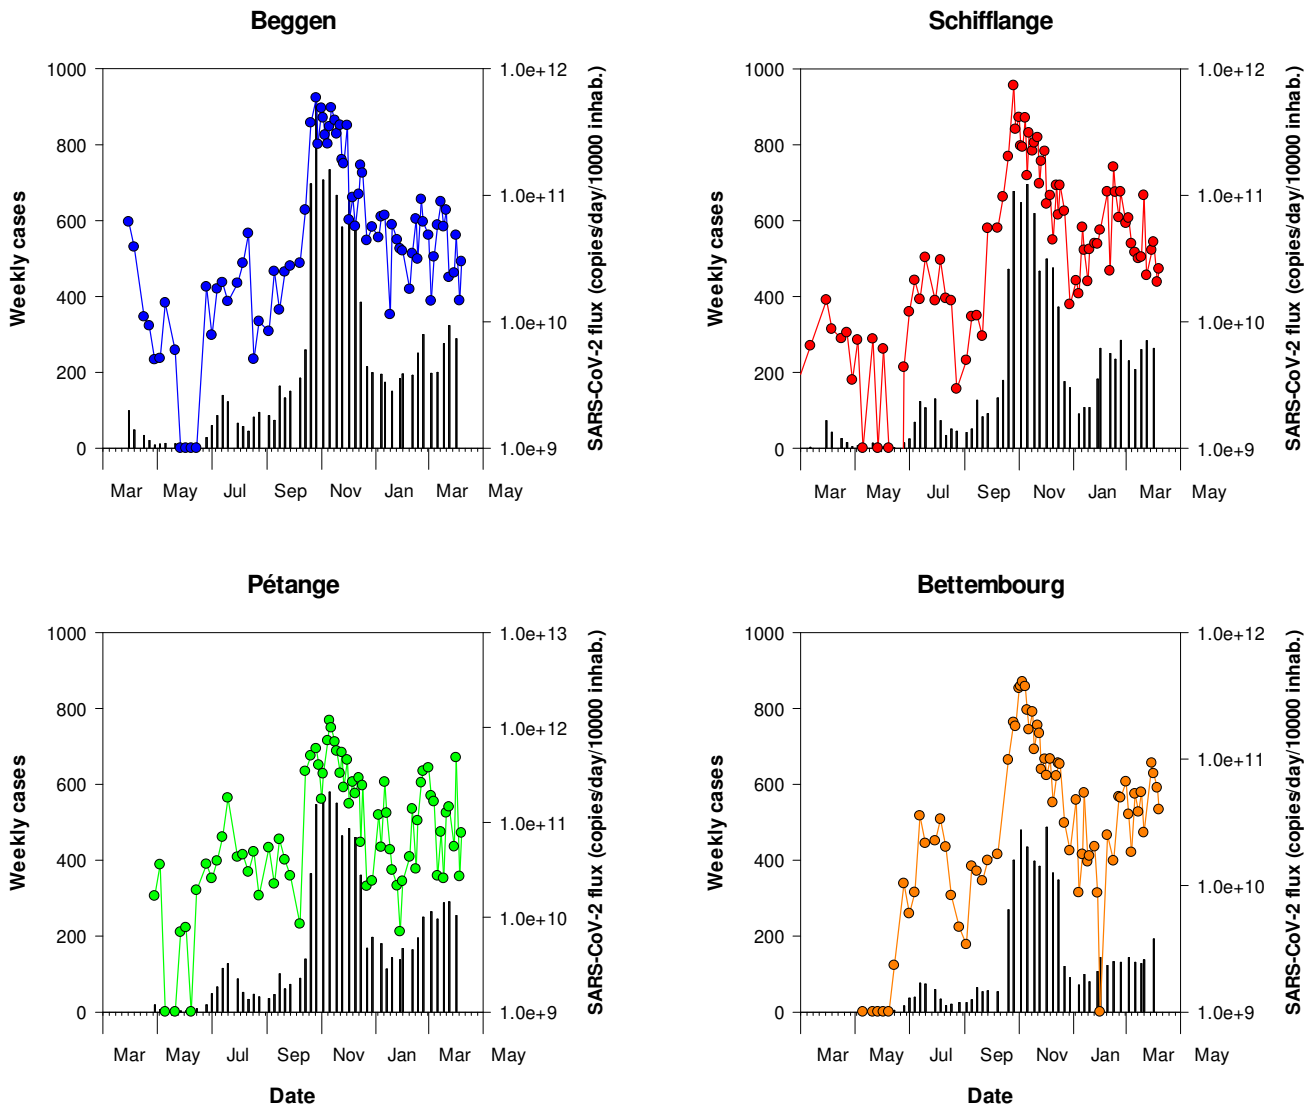 Beggen
Schifflange
1000
800
600
400
200
0
Weekly cases
1.0e+12
1.0e+11
1.0e+10
1.0e+9
SARS-CoV-2 flux (copies/day/10000 inhab.)
Mar May Jul Sep Nov Jan Mar May
1000
800
600
400
200
0
Weekly cases
1.0e+12
1.0e+11
1.0e+10
1.0e+9
SARS-CoV-2 flux (copies/day/10000 inhab.)
Mar May Jul Sep Nov Jan Mar May
Pétange
Bettembourg
1000
800
600
400
200
0
Weekly cases
1.0e+13
1.0e+12
1.0e+11
1.0e+10
1.0e+9
SARS-CoV-2 flux (copies/day/10000 inhab.)
Mar May Jul Sep Nov Jan Mar May
Date
1000
800
600
400
200
0
Weekly cases
1.0e+12
1.0e+11
1.0e+10
1.0e+9
SARS-CoV-2 flux (copies/day/10000 inhab.)
Mar May Jul Sep Nov Jan Mar May
Date